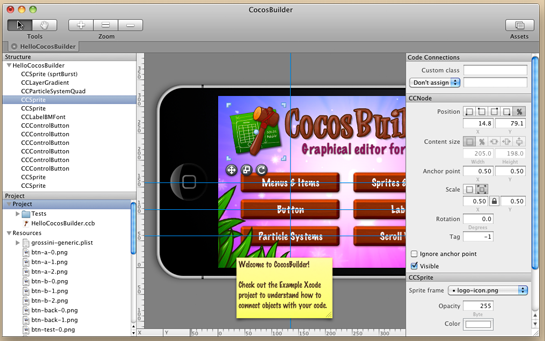 CocosBuilder
Tools
Zoom
Assets
HelloCocosBuilder
Structure
HelloCocosBuilder
CCSprite (sprtBurst)
CCLayerGradient
CCParticleSystemQuad
CCSprite
CCSprite
CCLabelBMFont
CCControlButton
CCControlButton
CCControlButton
CCControlButton
CCControlButton
CCControlButton
CCSprite
CCSprite
Project
Project
Tests
HelloCocosBuilder.ccb
Resources
grossini-generic.plist
btn-a-0.png
btn-a-1.png
btn-a-2.png
btn-b-0.png
btn-b-1.png
btn-b-2.png
btn-back-0.png
btn-back-1.png
btn-test-0.png
CocosBuil
Graphical editor for
Menus & Items
Sprites &
Button
Lab
Particle Systems
Scroll
Welcome to CocosBuilder!
Check out the Example Xcode
project to understand how to
connect objects with your code.
X
Y
Code Connections
Custom class
Don't assign
CCNode
Position
%
14.8
79.1
X
Y
Content size
%
205.0
198.0
Width
Height
Anchor point
0.50
0.50
X
Y
Scale
0.50
0.50
X
Y
Rotation
0.0
Degrees
Tag
-1
Ignore anchor point
Visible
CCSprite
Sprite frame
logo-icon.png
Opacity
255
Byte
Color